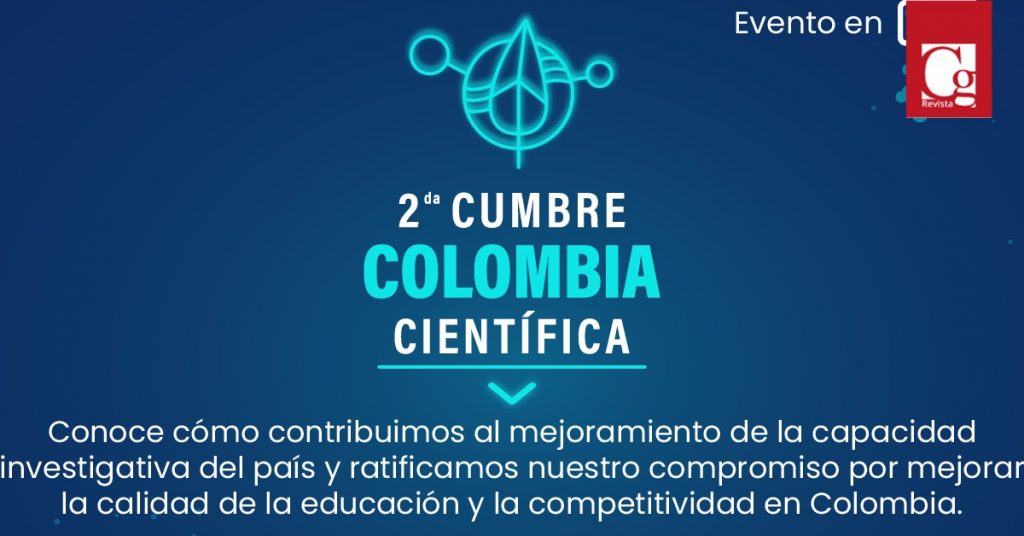 Evento en
Cg
Revista
2da CUMBRE
COLOMBIA
CIENTÍFICA
Conoce cómo contribuimos al mejoramiento de la capacidad
investigativa del país y ratificamos nuestro compromiso por mejorar
la calidad de la educación y la competitividad en Colombia.